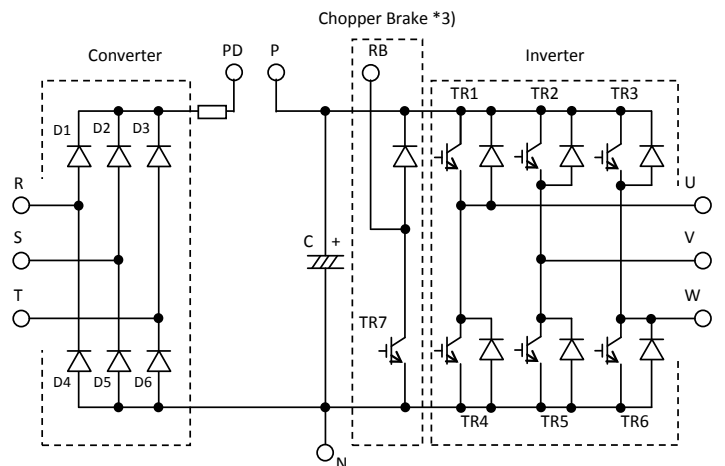 Chopper Brake *3)
Converter
PD
P
RB
Inverter
TR1
TR2
TR3
D1
D2
D3
R
U
S
C
+
V
T
W
TR7
D4
D5
D6
TR4
TR5
TR6
N